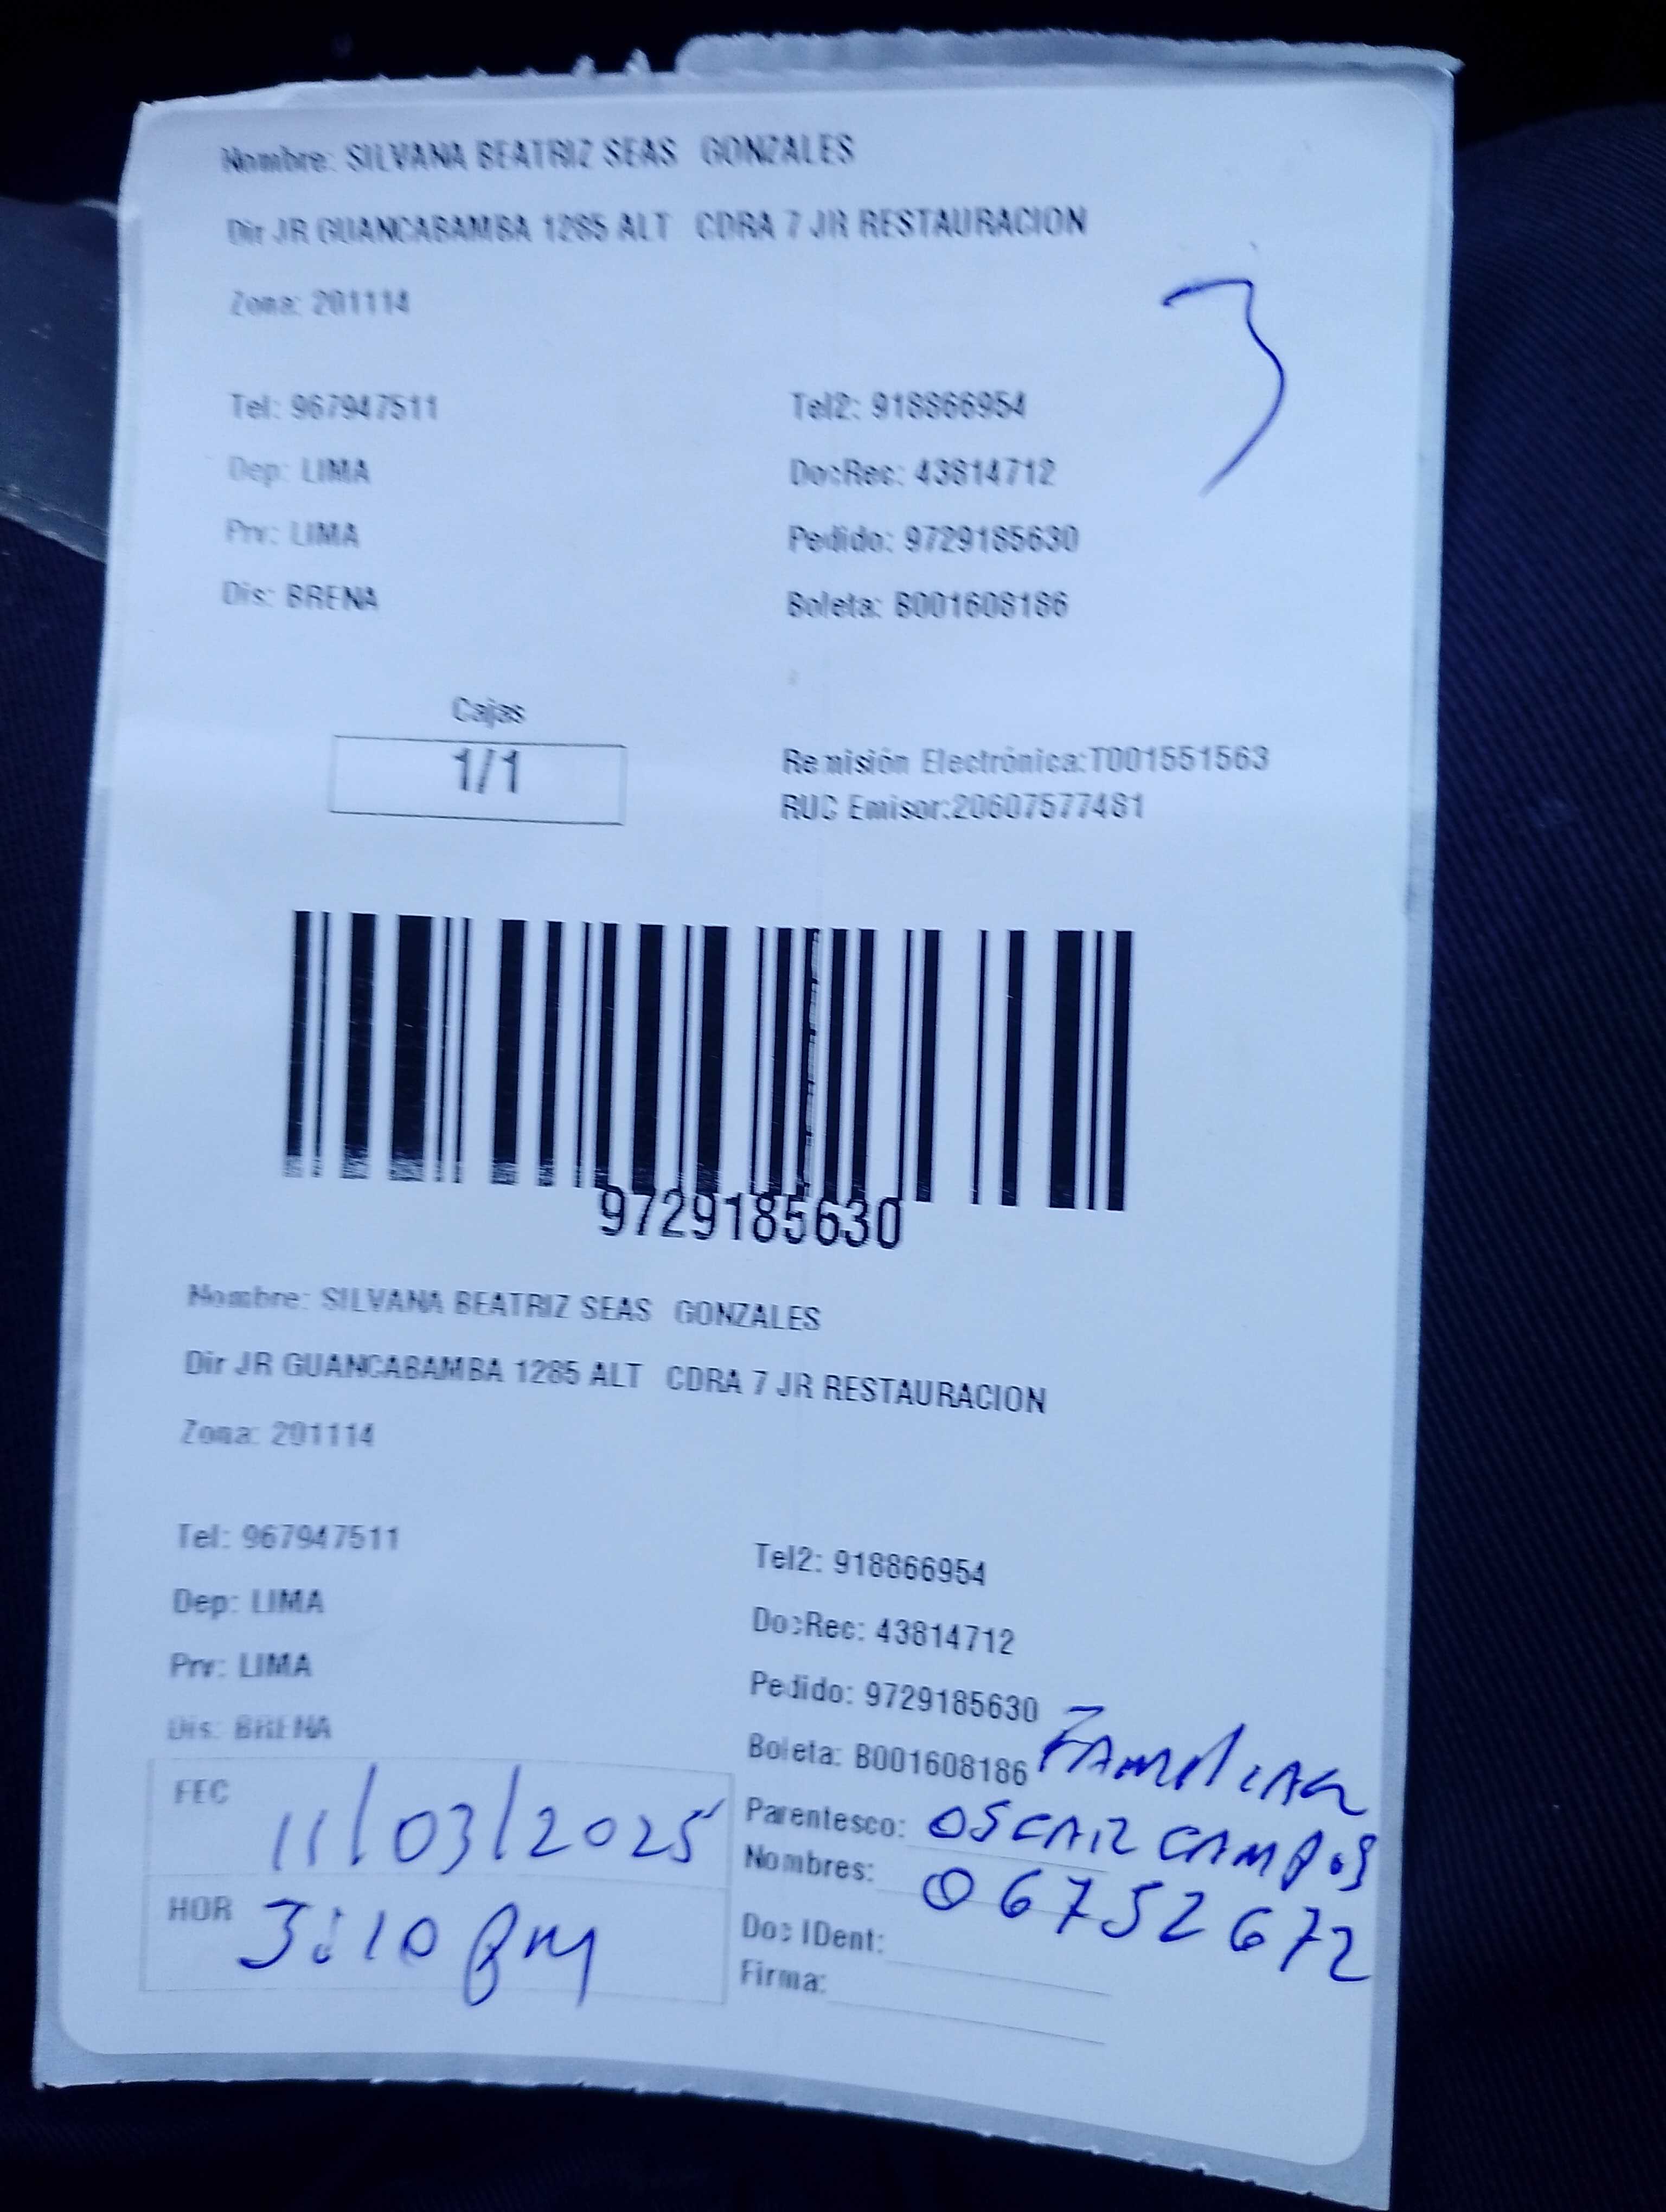 Nombre: SILVANA BEATRIZ SEAS GONZALES
Dir JR GUANCABAMBA 1285 ALT CDRA 7 JR RESTAURACION
Zona: 201114
Tel: 967947511 Tel2: 918866954
Dep: LIMA DocRec: 43814712
Prv: LIMA Pedido: 9729185630
Dis: BRENA Boleta: B001608186
Cajas
1/1
Remisión Electrónica:T001551563
RUC Emisor:20607577481
9729185630
Nombre: SILVANA BEATRIZ SEAS GONZALES
Dir JR GUANCABAMBA 1285 ALT CDRA 7 JR RESTAURACION
Zona: 201114
Tel: 967947511 Tel2: 918866954
Dep: LIMA DocRec: 43814712
Prv: LIMA Pedido: 9729185630
Dis: BRENA Boleta: B001608186
FAMILIAR
FEC 11/03/2025
Parentesco: OSCAR CAMPOS
Nombres: 06752672
HOR 3:10 pm
Doc IDent:
Firma: